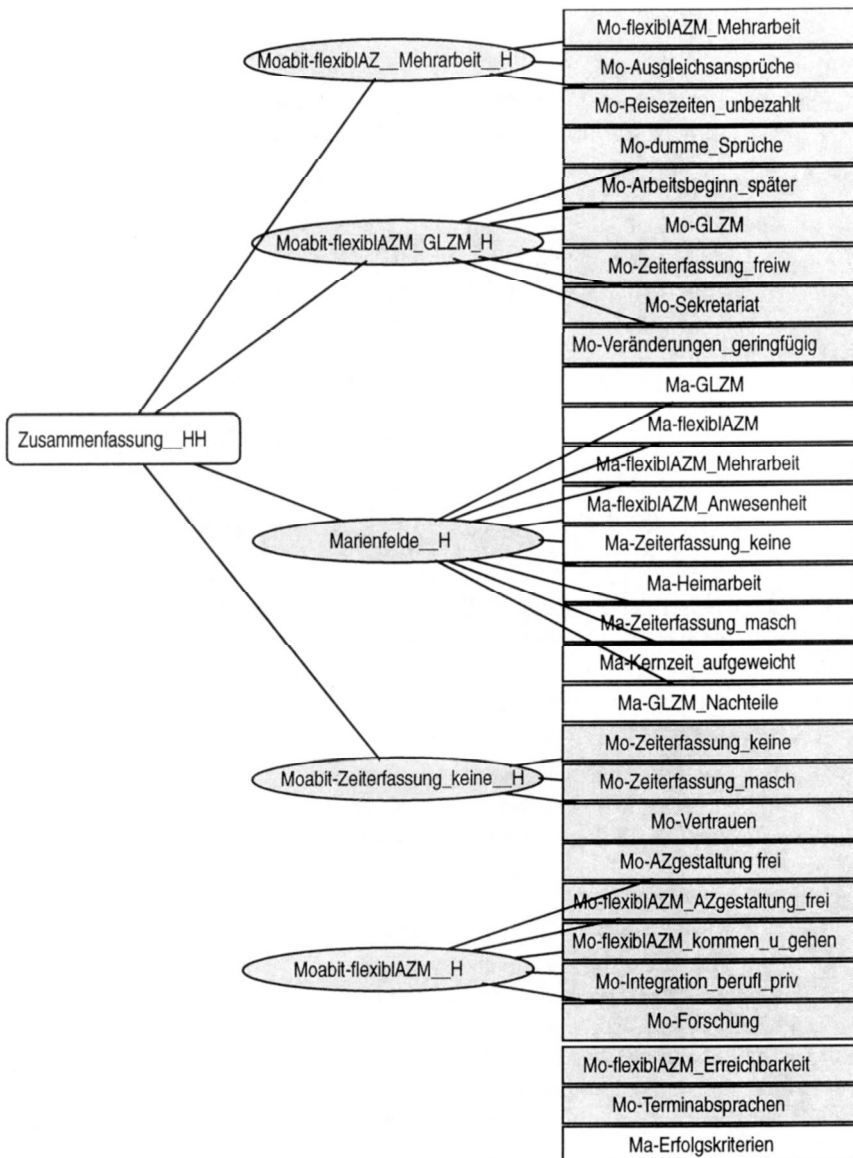 Zusammenfassung__HH
Moabit-flexiblAZ__Mehrarbeit__H
Moabit-flexiblAZM_GLZM_H
Marienfelde__H
Moabit-Zeiterfassung_keine__H
Moabit-flexiblAZM__H
Mo-flexiblAZM_Mehrarbeit
Mo-Ausgleichsansprüche
Mo-Reisezeiten_unbezahlt
Mo-dumme_Sprüche
Mo-Arbeitsbeginn_später
Mo-GLZM
Mo-Zeiterfassung_freiw
Mo-Sekretariat
Mo-Veränderungen_geringfügig
Ma-GLZM
Ma-flexiblAZM
Ma-flexiblAZM_Mehrarbeit
Ma-flexiblAZM_Anwesenheit
Ma-Zeiterfassung_keine
Ma-Heimarbeit
Ma-Zeiterfassung_masch
Ma-Kernzeit_aufgeweicht
Ma-GLZM_Nachteile
Mo-Zeiterfassung_keine
Mo-Zeiterfassung_masch
Mo-Vertrauen
Mo-AZgestaltung frei
Mo-flexiblAZM_AZgestaltung_frei
Mo-flexiblAZM_kommen_u_gehen
Mo-Integration_berufl_priv
Mo-Forschung
Mo-flexiblAZM_Erreichbarkeit
Mo-Terminabsprachen
Ma-Erfolgskriterien